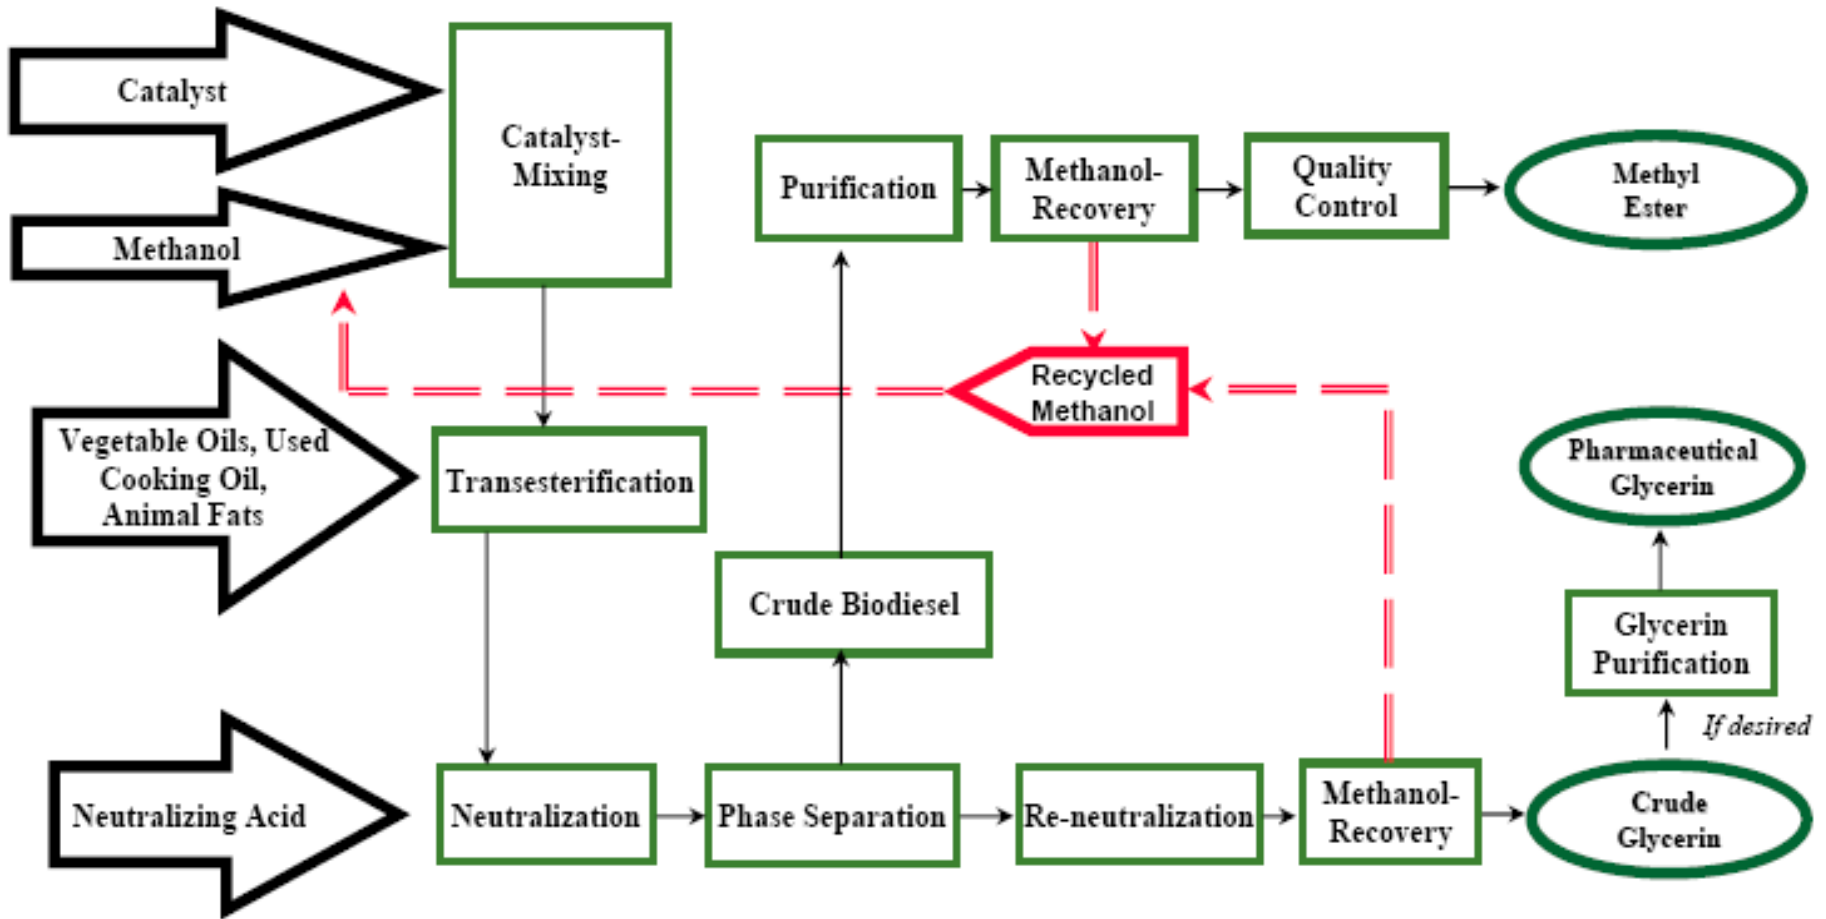 Catalyst
Catalyst-
Mixing
Methanol
Purification
Methanol-
Recovery
Quality
Control
Methyl
Ester
Recycled
Methanol
Vegetable Oils, Used
Cooking Oil,
Animal Fats
Transesterification
Pharmaceutical
Glycerin
Crude Biodiesel
Glycerin
Purification
If desired
Neutralizing Acid
Neutralization
Phase Separation
Re-neutralization
Methanol-
Recovery
Crude
Glycerin